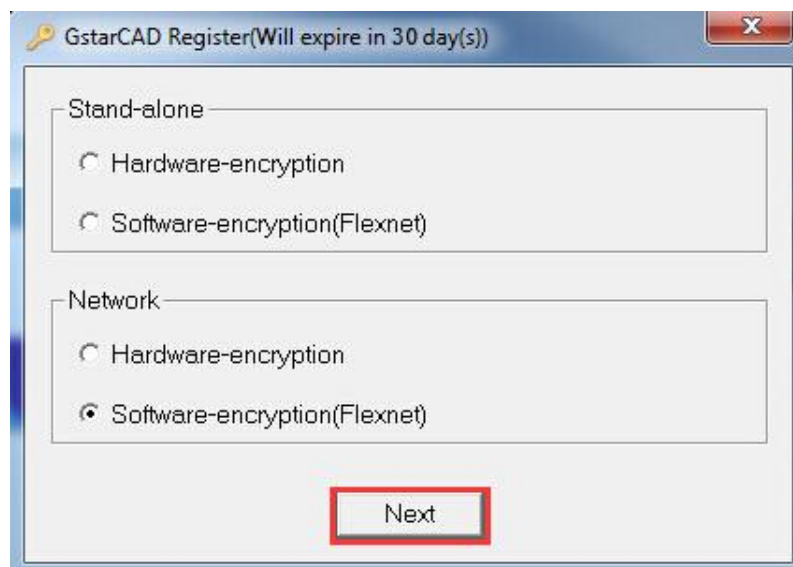 GstarCAD Register(Will expire in 30 day(s))
Stand-alone
Hardware-encryption
Software-encryption(Flexnet)
Network
Hardware-encryption
Software-encryption(Flexnet)
Next